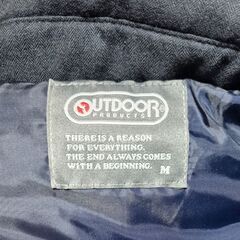 OUTDOOR®
PRODUCTS
THERE IS A REASON
FOR EVERYTHING.
THE END ALWAYS COMES
WITH A BEGINNING. M